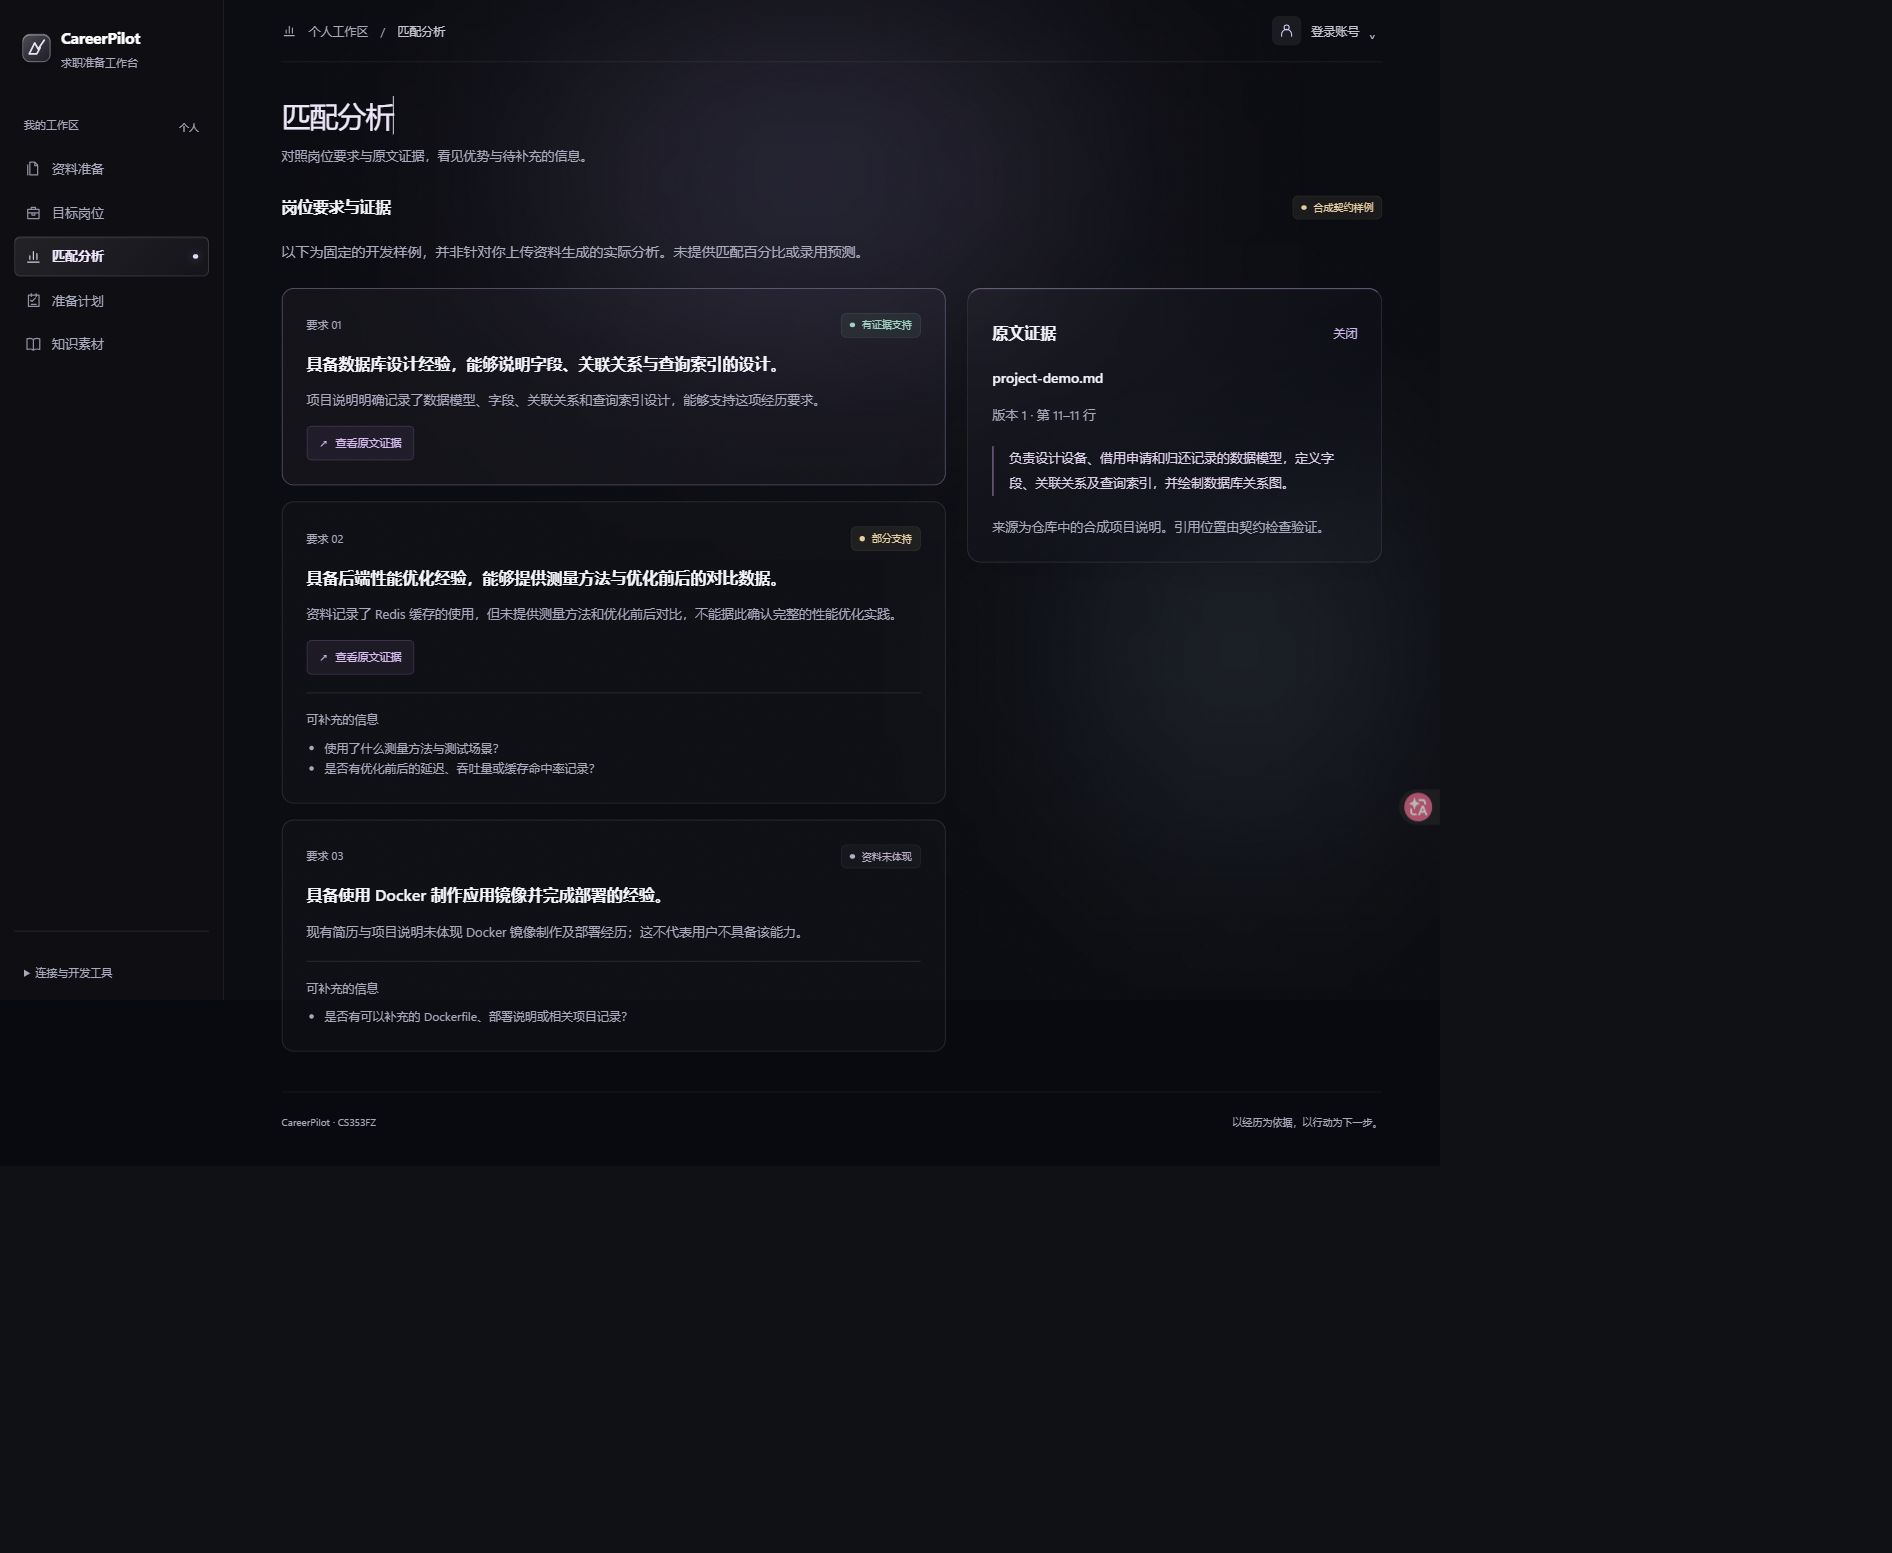 CareerPilot
求职准备工作台
我的工作区
个人
资料准备
目标岗位
匹配分析
准备计划
知识素材
连接与开发工具
个人工作区 / 匹配分析
登录账号
匹配分析
对照岗位要求与原文证据，看见优势与待补充的信息。
岗位要求与证据
合成契约样例
以下为固定的开发样例，并非针对你上传资料生成的实际分析。未提供匹配百分比或录用预测。
要求 01
有证据支持
具备数据库设计经验，能够说明字段、关联关系与查询索引的设计。
项目说明明确记录了数据模型、字段、关联关系和查询索引设计，能够支持这项经历要求。
↗ 查看原文证据
要求 02
部分支持
具备后端性能优化经验，能够提供测量方法与优化前后的对比数据。
资料记录了 Redis 缓存的使用，但未提供测量方法和优化前后对比，不能据此确认完整的性能优化实践。
↗ 查看原文证据
可补充的信息
• 使用了什么测量方法与测试场景？
• 是否有优化前后的延迟、吞吐量或缓存命中率记录？
要求 03
资料未体现
具备使用 Docker 制作应用镜像并完成部署的经验。
现有简历与项目说明未体现 Docker 镜像制作及部署经历；这不代表用户不具备该能力。
可补充的信息
• 是否有可以补充的 Dockerfile、部署说明或相关项目记录？
原文证据
关闭
project-demo.md
版本 1 · 第 11–11 行
负责设计设备、借用申请和归还记录的数据模型，定义字
段、关联关系及查询索引，并绘制数据库关系图。
来源为仓库中的合成项目说明。引用位置由契约检查验证。
CareerPilot · CS353FZ
以经历为依据，以行动为下一步。